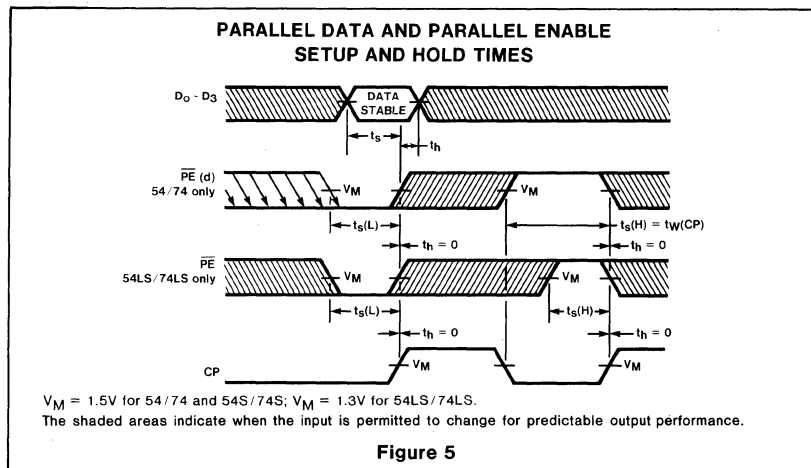 PARALLEL DATA AND PARALLEL ENABLE
SETUP AND HOLD TIMES
D0 - D3
DATA
STABLE
ts
th
PE (d)
54/74 only
VM
VM
ts(L)
ts(H) = tW(CP)
th = 0
th = 0
PE
54LS/74LS only
VM
VM
ts(L)
ts(H)
th = 0
th = 0
CP
VM
VM
VM = 1.5V for 54/74 and 54S/74S; VM = 1.3V for 54LS/74LS.
The shaded areas indicate when the input is permitted to change for predictable output performance.
Figure 5